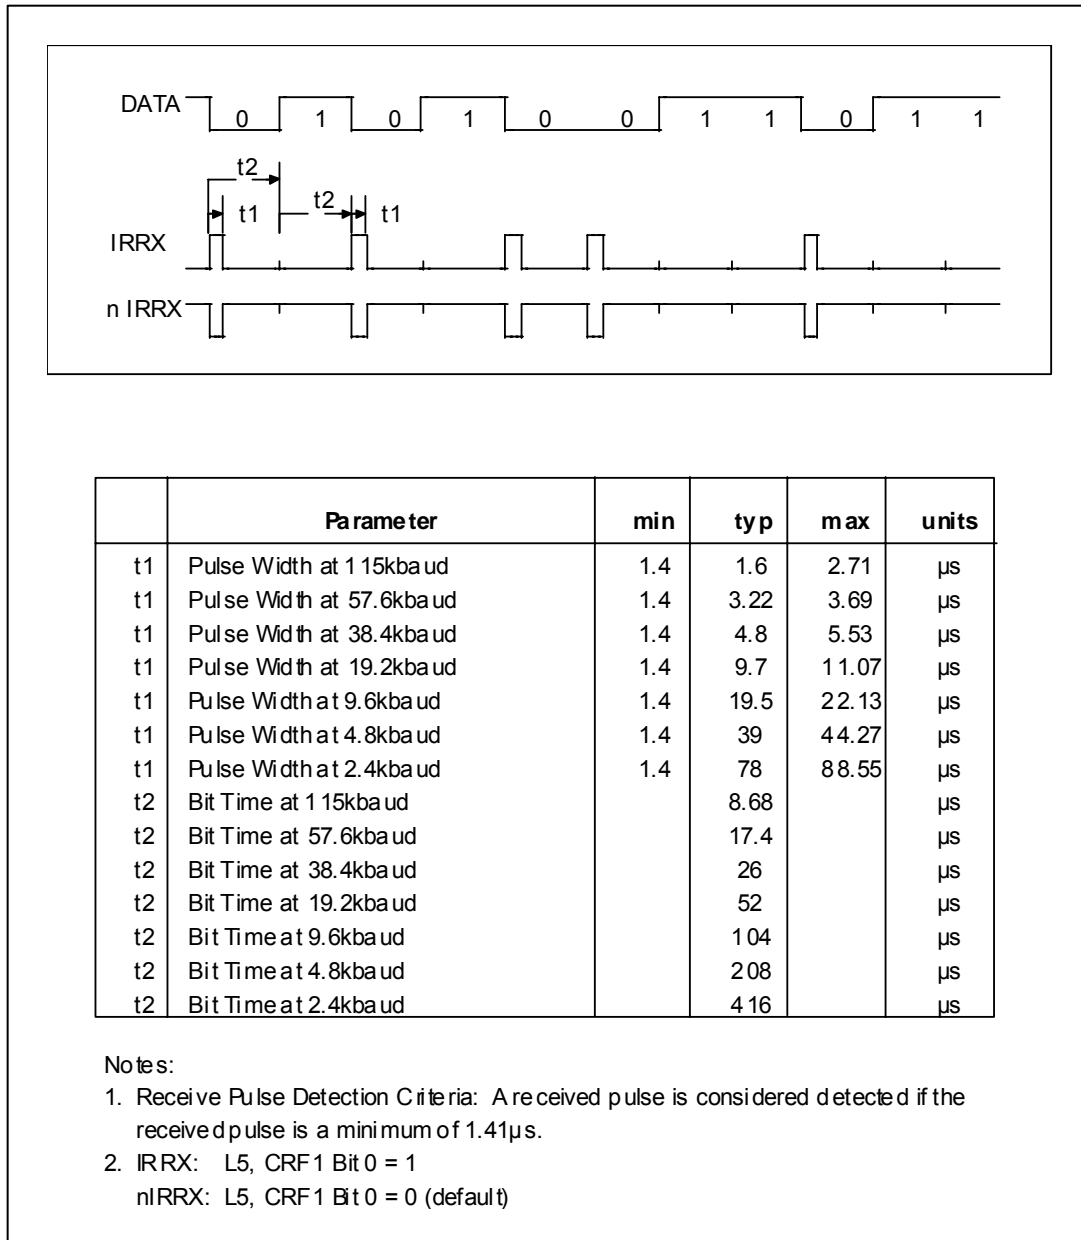 DATA 0 1 0 1 0 0 1 1 0 1 1
t2
t1 t2 t1
IRRX
n IRRX
Parameter min typ max units
t1 Pulse Width at 115kbaud 1.4 1.6 2.71 µs
t1 Pulse Width at 57.6kbaud 1.4 3.22 3.69 µs
t1 Pulse Width at 38.4kbaud 1.4 4.8 5.53 µs
t1 Pulse Width at 19.2kbaud 1.4 9.7 11.07 µs
t1 Pulse Width at 9.6kbaud 1.4 19.5 22.13 µs
t1 Pulse Width at 4.8kbaud 1.4 39 44.27 µs
t1 Pulse Width at 2.4kbaud 1.4 78 88.55 µs
t2 Bit Time at 115kbaud 8.68 µs
t2 Bit Time at 57.6kbaud 17.4 µs
t2 Bit Time at 38.4kbaud 26 µs
t2 Bit Time at 19.2kbaud 52 µs
t2 Bit Time at 9.6kbaud 104 µs
t2 Bit Time at 4.8kbaud 208 µs
t2 Bit Time at 2.4kbaud 416 µs
Notes:
1. Receive Pulse Detection Criteria: A received pulse is considered detected if the
received pulse is a minimum of 1.41µs.
2. IRRX: L5, CRF1 Bit 0 = 1
nIRRX: L5, CRF1 Bit 0 = 0 (default)